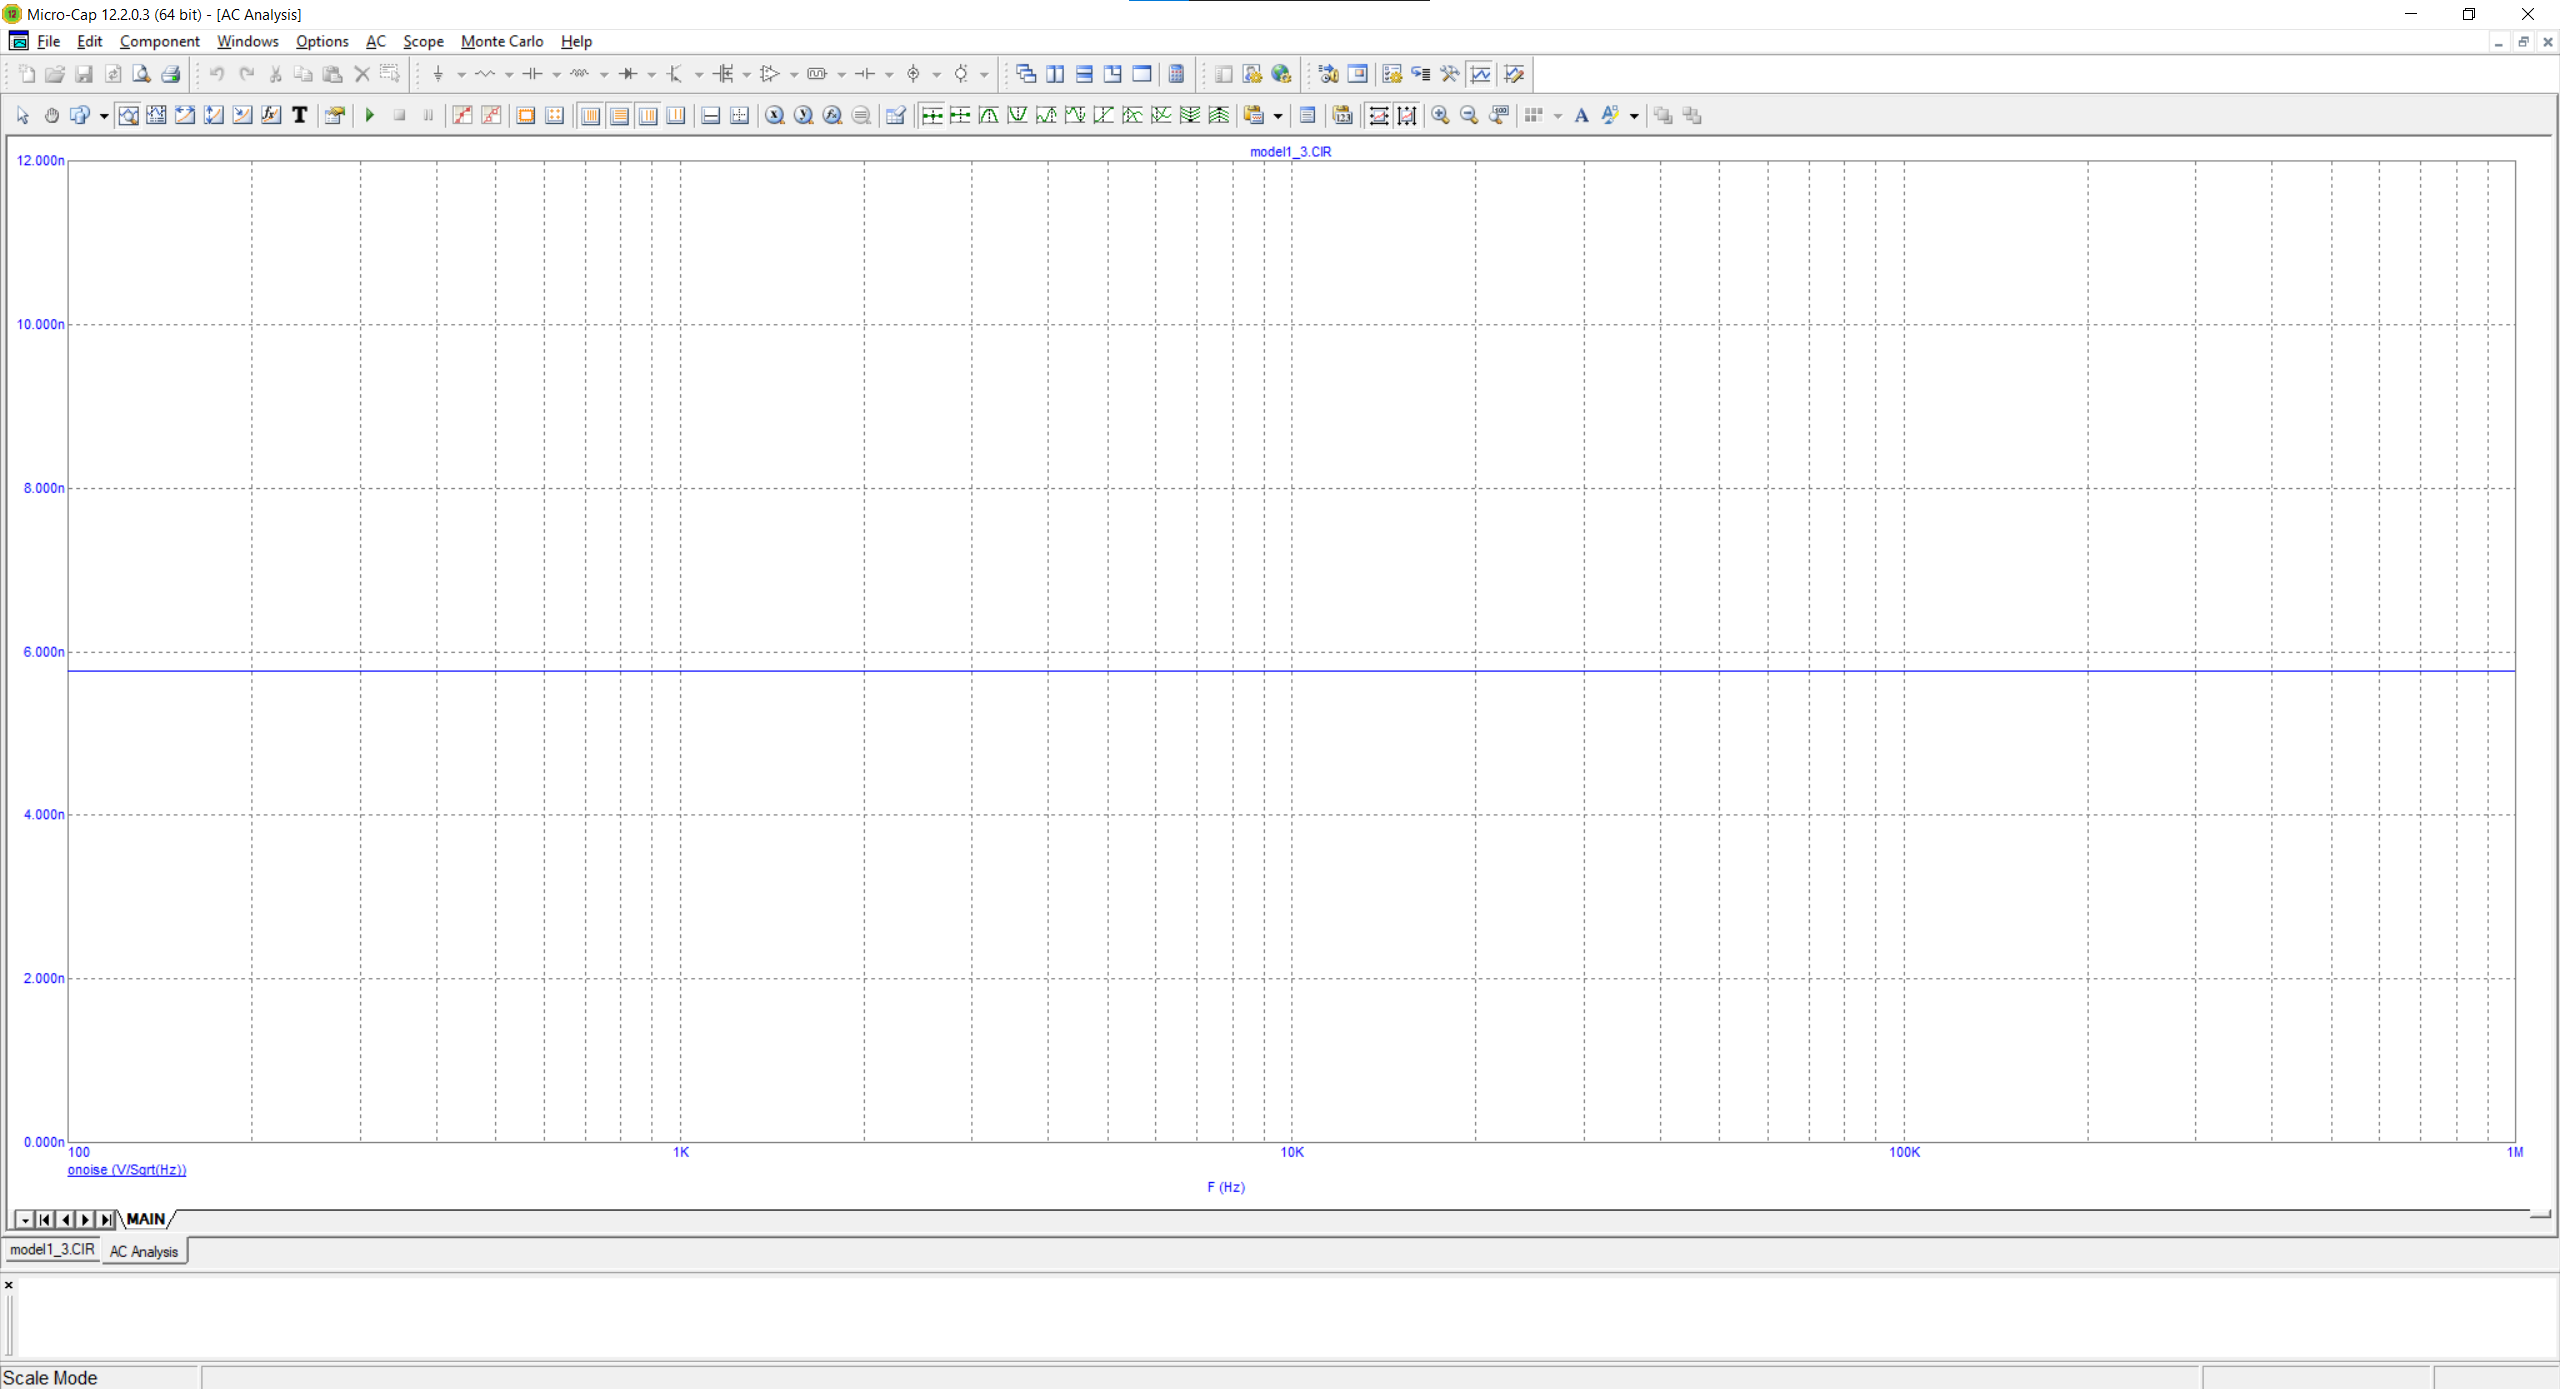 Micro-Cap 12.2.0.3 (64 bit) - [AC Analysis]
File Edit Component Windows Options AC Scope Monte Carlo Help
model1_3.CIR
12.000n
10.000n
8.000n
6.000n
4.000n
2.000n
0.000n
100 1K 10K 100K 1M
onoise (V/Sqrt(Hz))
F (Hz)
MAIN
model1_3.CIR AC Analysis
Scale Mode